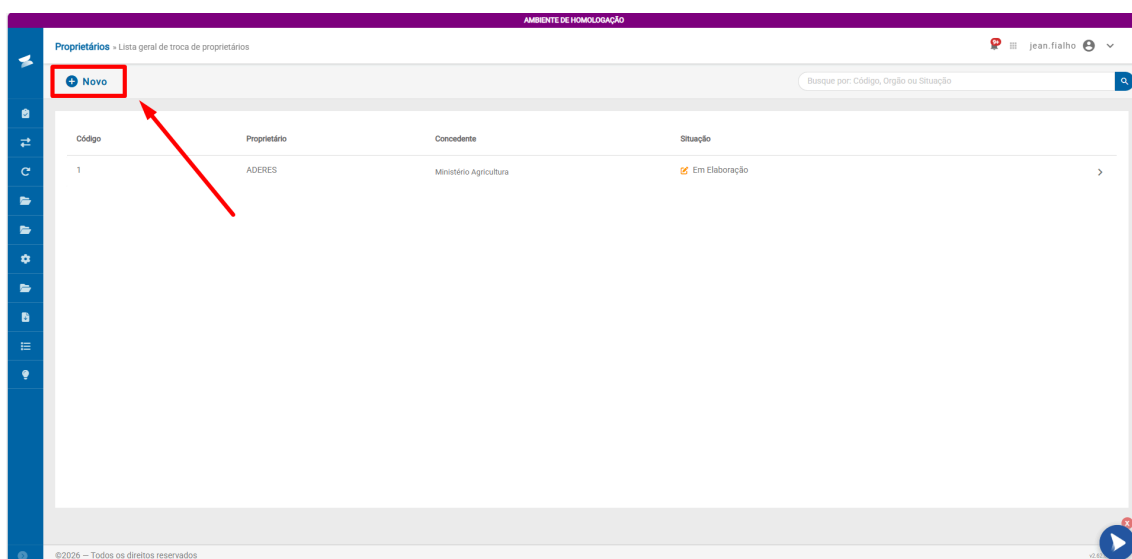 AMBIENTE DE HOMOLOGAÇÃO
Proprietários » Lista geral de troca de proprietários
9+
jean.fialho
Novo
Busque por: Código, Orgão ou Situação
Código Proprietário Concedente Situação
1 ADERES Ministério Agricultura Em Elaboração
©2026 — Todos os direitos reservados
x